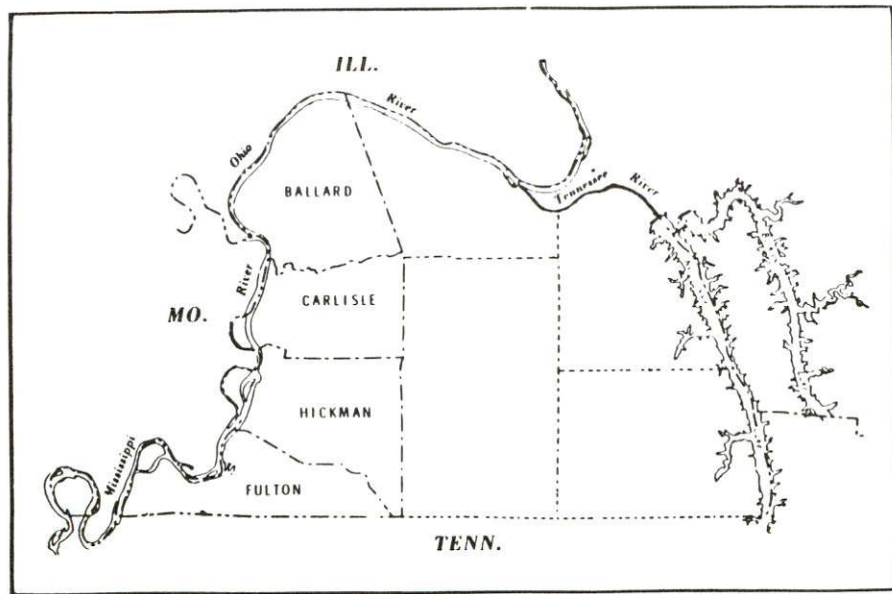 ILL.
Ohio
River
BALLARD
Tennessee
River
River
CARLISLE
MO.
HICKMAN
Mississippi
FULTON
TENN.